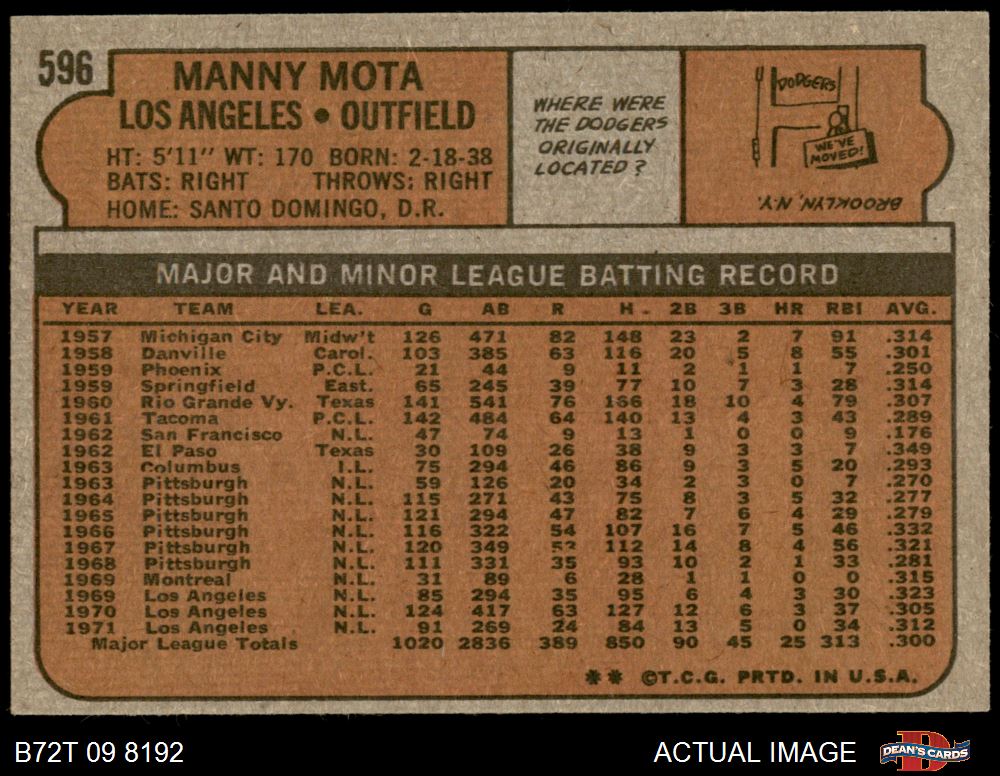 596
MANNY MOTA
LOS ANGELES • OUTFIELD
HT: 5'11" WT: 170 BORN: 2-18-38
BATS: RIGHT THROWS: RIGHT
HOME: SANTO DOMINGO, D.R.
WHERE WERE
THE DODGERS
ORIGINALLY
LOCATED?
DODGERS
WE'VE
MOVED!
BROOKLYN, N.Y.
MAJOR AND MINOR LEAGUE BATTING RECORD
YEAR TEAM LEA. G AB R H 2B 3B HR RBI AVG.
1957 Michigan City Midw't 126 471 82 148 23 2 7 91 .314
1958 Danville Carol. 103 385 63 116 20 5 8 55 .301
1959 Phoenix P.C.L. 21 44 9 11 2 1 1 7 .250
1959 Springfield East. 65 245 39 77 10 7 3 28 .314
1960 Rio Grande Vy. Texas 141 541 76 166 18 10 4 79 .307
1961 Tacoma P.C.L. 142 484 64 140 13 4 3 43 .289
1962 San Francisco N.L. 47 74 9 13 1 0 0 9 .176
1962 El Paso Texas 30 109 26 38 9 3 3 7 .349
1963 Columbus I.L. 75 294 46 86 9 3 5 20 .293
1963 Pittsburgh N.L. 59 126 20 34 2 3 0 7 .270
1964 Pittsburgh N.L. 115 271 43 75 8 3 5 32 .277
1965 Pittsburgh N.L. 121 294 47 82 7 6 4 29 .279
1966 Pittsburgh N.L. 116 322 54 107 16 7 5 46 .332
1967 Pittsburgh N.L. 120 349 53 112 14 8 4 56 .321
1968 Pittsburgh N.L. 111 331 35 93 10 2 1 33 .281
1969 Montreal N.L. 31 89 6 28 1 1 0 0 .315
1969 Los Angeles N.L. 85 294 35 95 6 4 3 30 .323
1970 Los Angeles N.L. 124 417 63 127 12 6 3 37 .305
1971 Los Angeles N.L. 91 269 24 84 13 5 0 34 .312
Major League Totals 1020 2836 389 850 90 45 25 313 .300
** ©T.C.G. PRTD. IN U.S.A.
B72T 09 8192 ACTUAL IMAGE DEAN'S CARDS